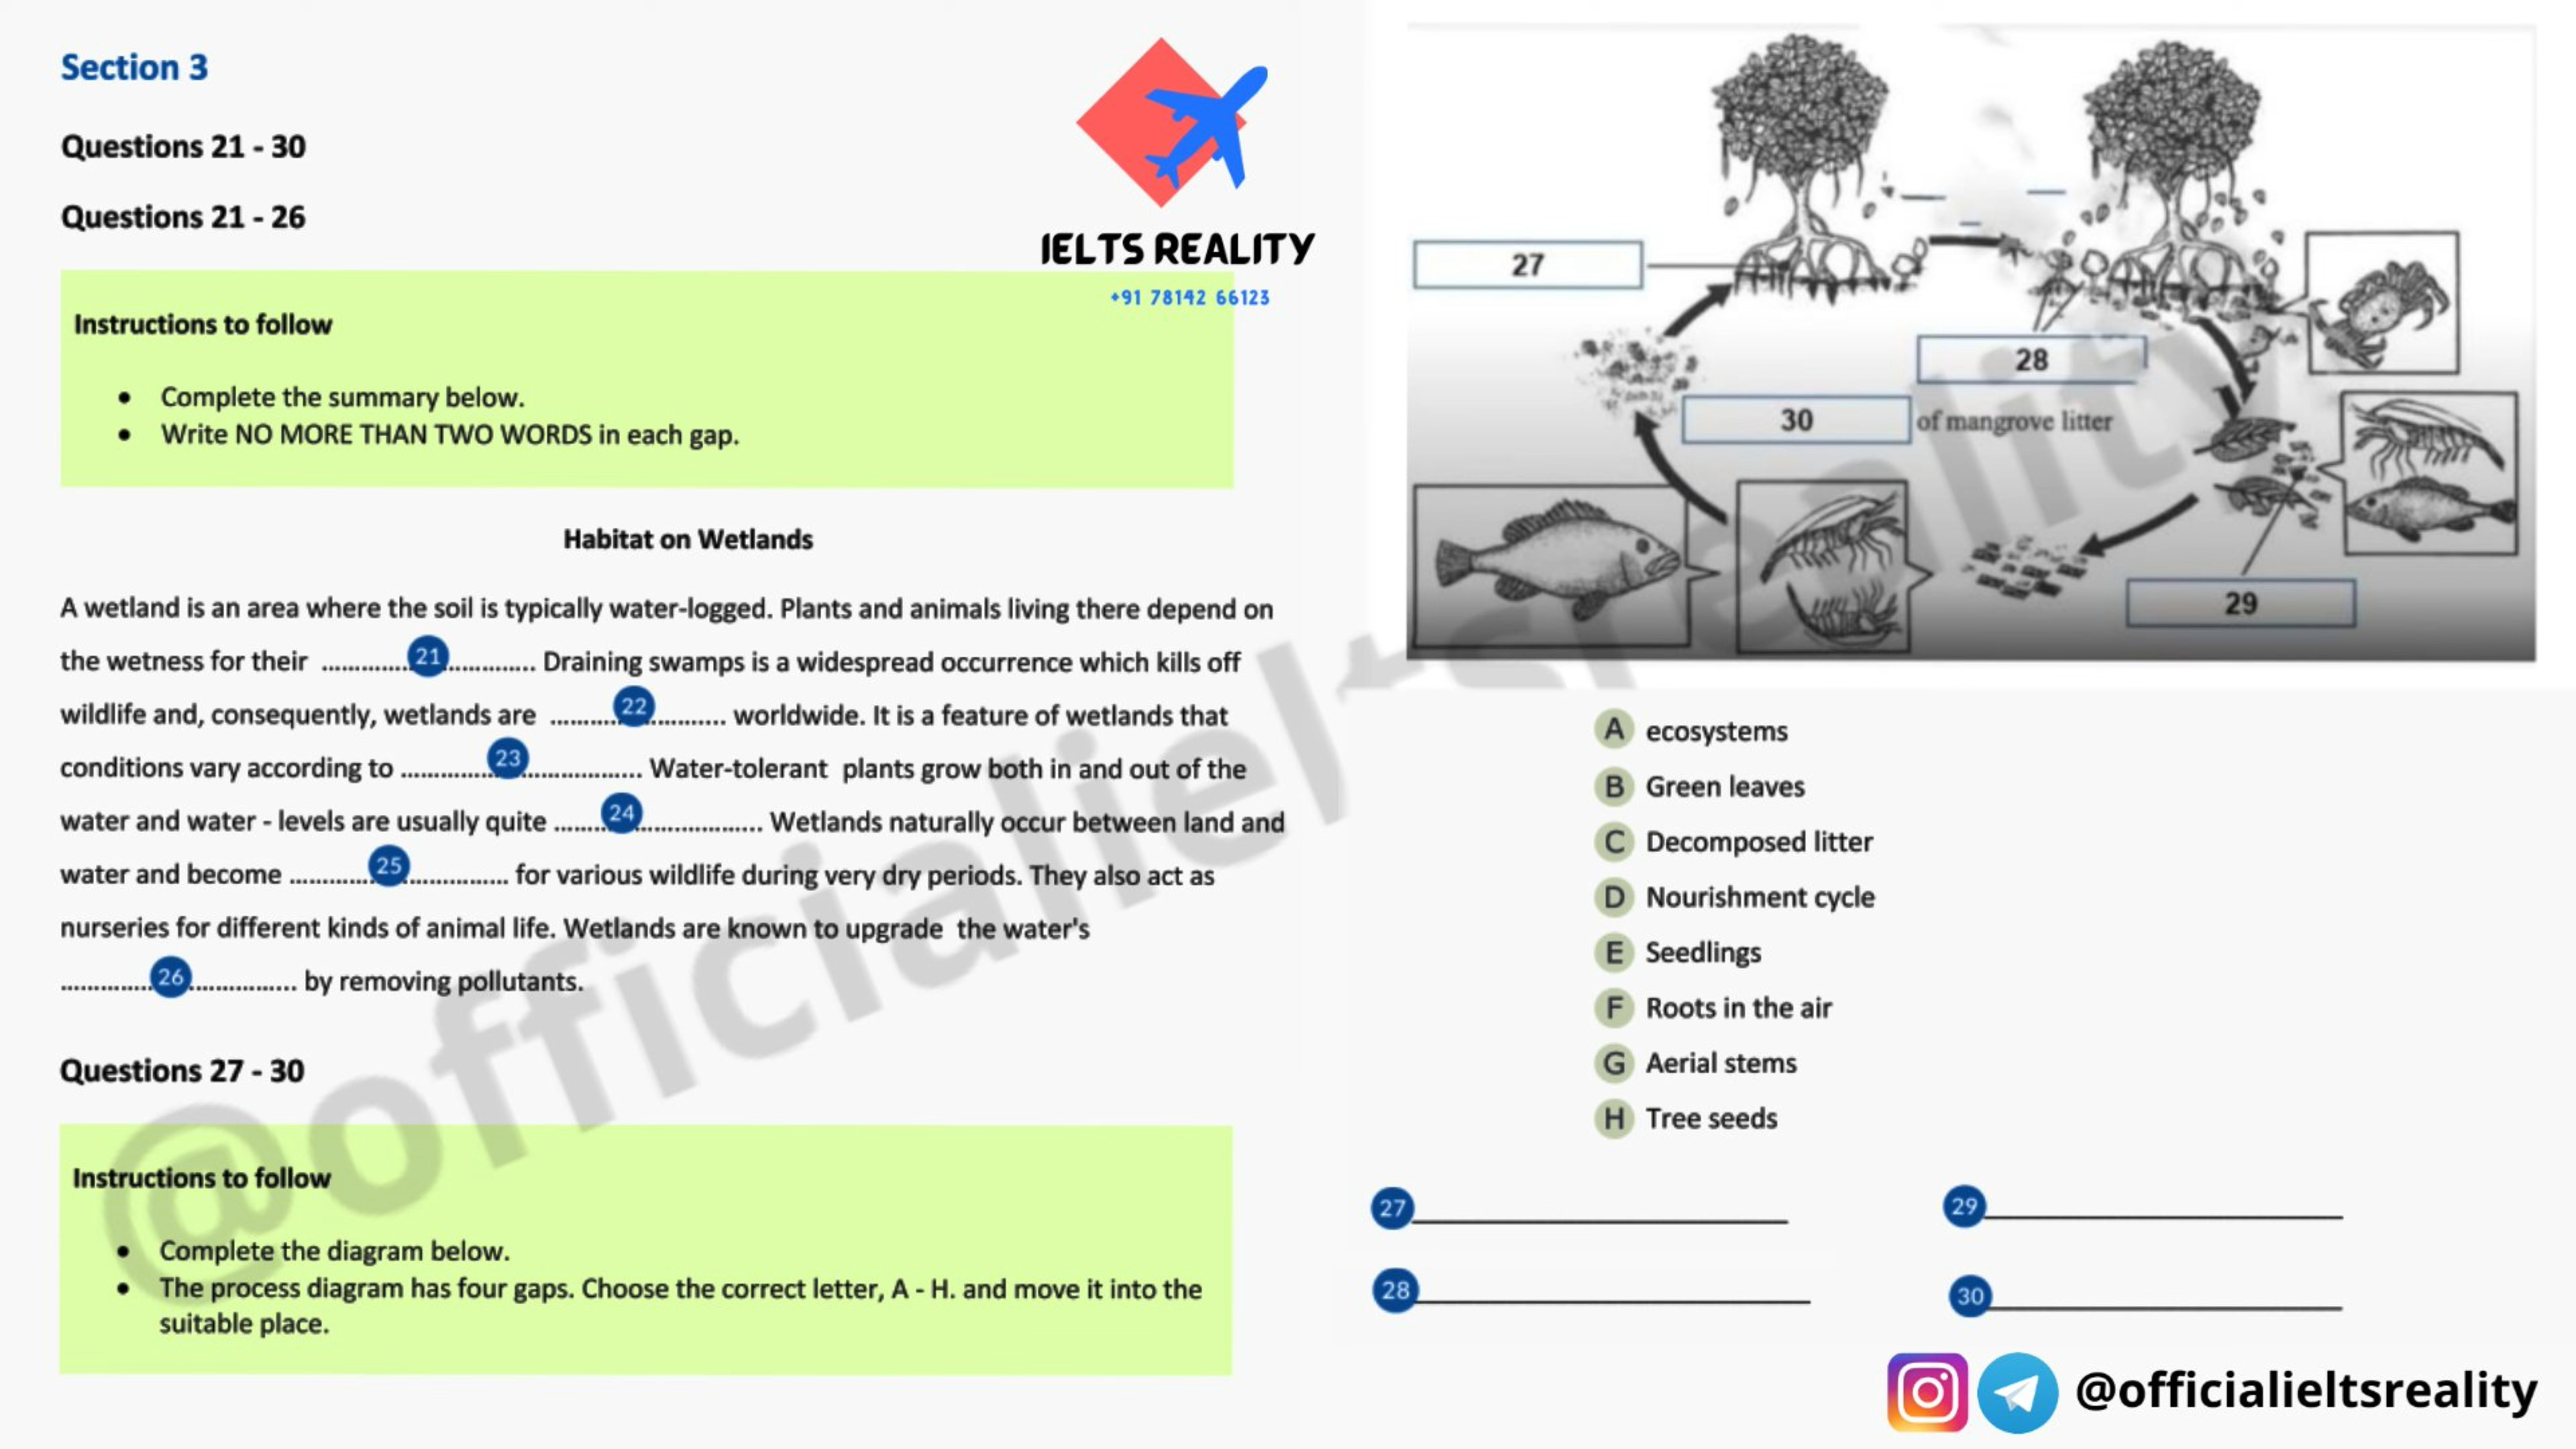 Section 3
Questions 21 - 30
Questions 21 - 26
IELTS REALITY
+91 78142 66123
Instructions to follow
• Complete the summary below.
• Write NO MORE THAN TWO WORDS in each gap.
Habitat on Wetlands
A wetland is an area where the soil is typically water-logged. Plants and animals living there depend on
the wetness for their ............21............ Draining swamps is a widespread occurrence which kills off
wildlife and, consequently, wetlands are ..........22........... worldwide. It is a feature of wetlands that
conditions vary according to .............23.................. Water-tolerant  plants grow both in and out of the
water and water - levels are usually quite ........24.................... Wetlands naturally occur between land and
water and become ............25............... for various wildlife during very dry periods. They also act as
nurseries for different kinds of animal life. Wetlands are known to upgrade  the water's
.............26................ by removing pollutants.
Questions 27 - 30
Instructions to follow
• Complete the diagram below.
• The process diagram has four gaps. Choose the correct letter, A - H. and move it into the
suitable place.
27
28
30 of mangrove litter
29
A ecosystems
B Green leaves
C Decomposed litter
D Nourishment cycle
E Seedlings
F Roots in the air
G Aerial stems
H Tree seeds
27 ____________________
29 ____________________
28 ____________________
30 ____________________
@officialieltsreality
@officialieltsreality